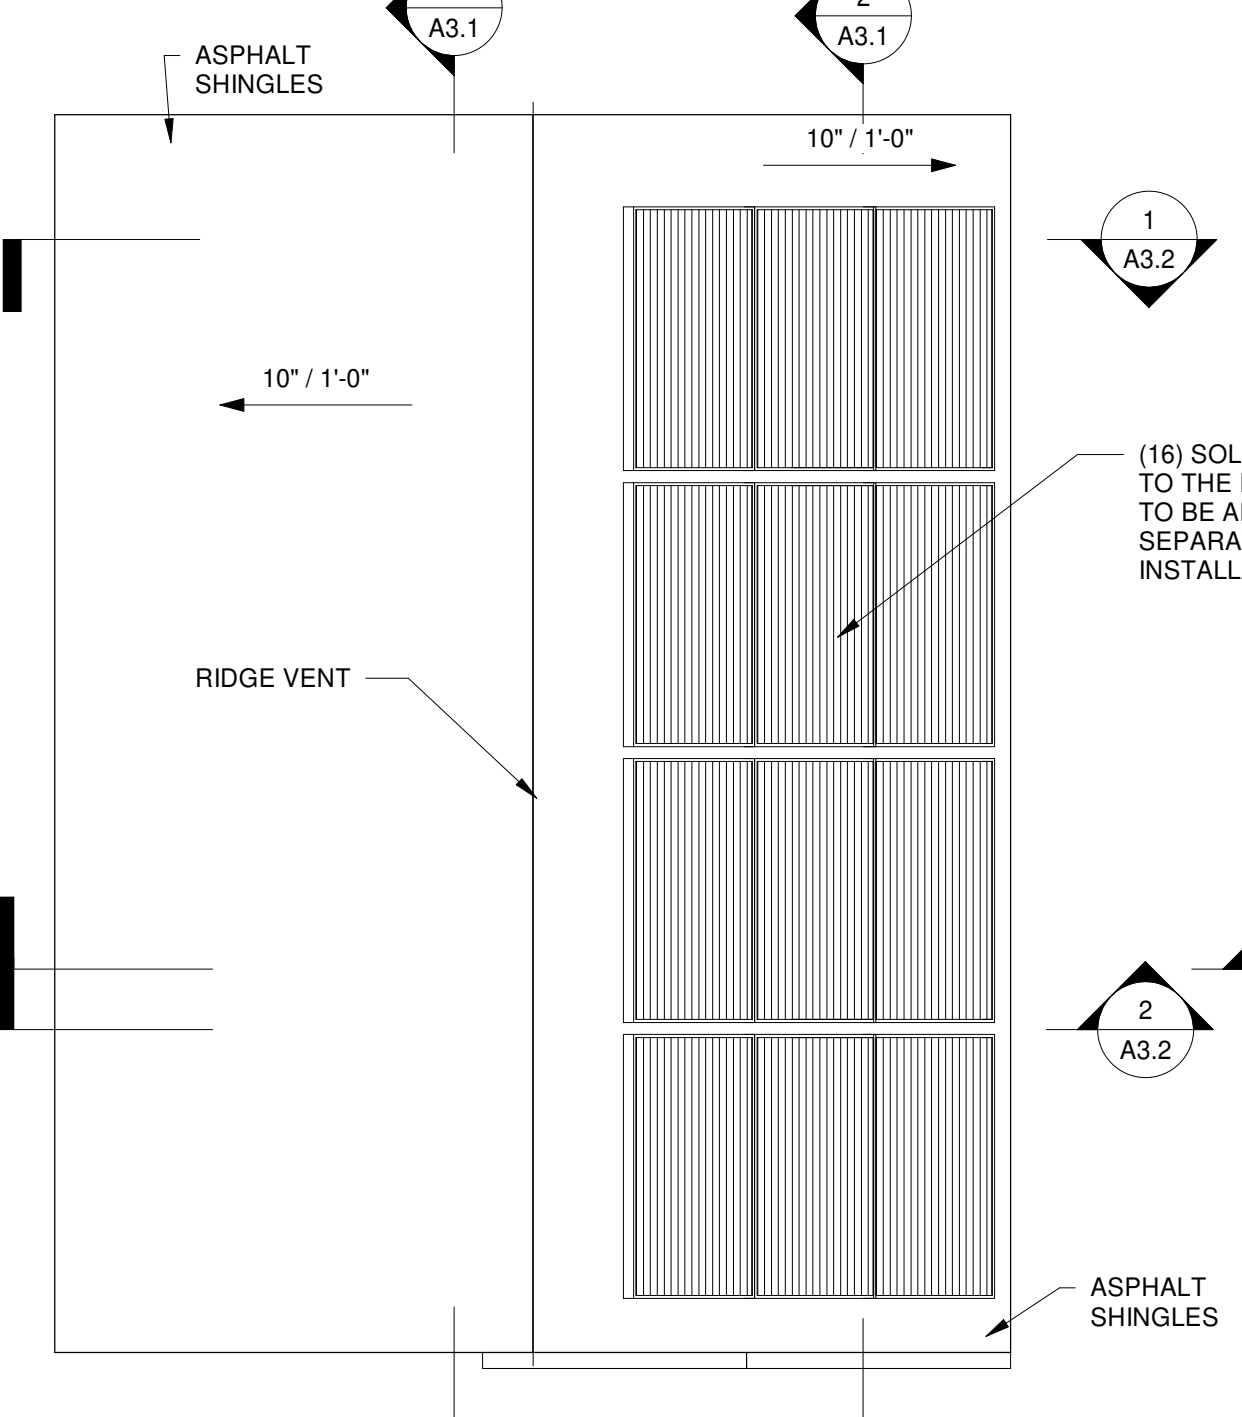 A3.1
2
A3.1
ASPHALT
SHINGLES
10" / 1'-0"
1
A3.2
10" / 1'-0"
(16) SOL
TO THE
TO BE
SEPARA
INSTALL
RIDGE VENT
2
A3.2
ASPHALT
SHINGLES